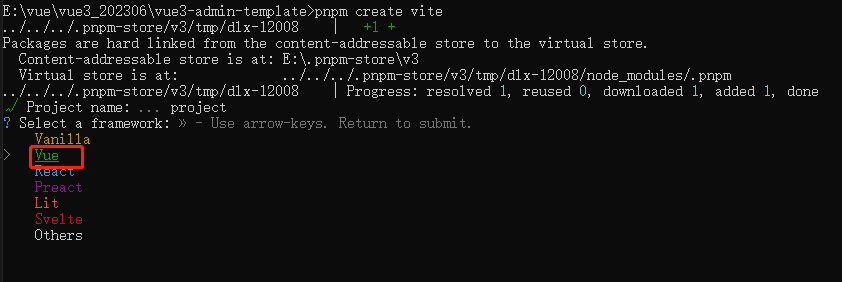 E:\vue\vue3_202306\vue3-admin-template>pnpm create vite
../../../.pnpm-store/v3/tmp/dlx-12008 | +1 +
Packages are hard linked from the content-addressable store to the virtual store.
Content-addressable store is at: E:\.pnpm-store\v3
Virtual store is at: ../../../.pnpm-store/v3/tmp/dlx-12008/node_modules/.pnpm
../../../.pnpm-store/v3/tmp/dlx-12008 | Progress: resolved 1, reused 0, downloaded 1, added 1, done
√ Project name: ... project
? Select a framework: » - Use arrow-keys. Return to submit.
Vanilla
> Vue
React
Preact
Lit
Svelte
Others